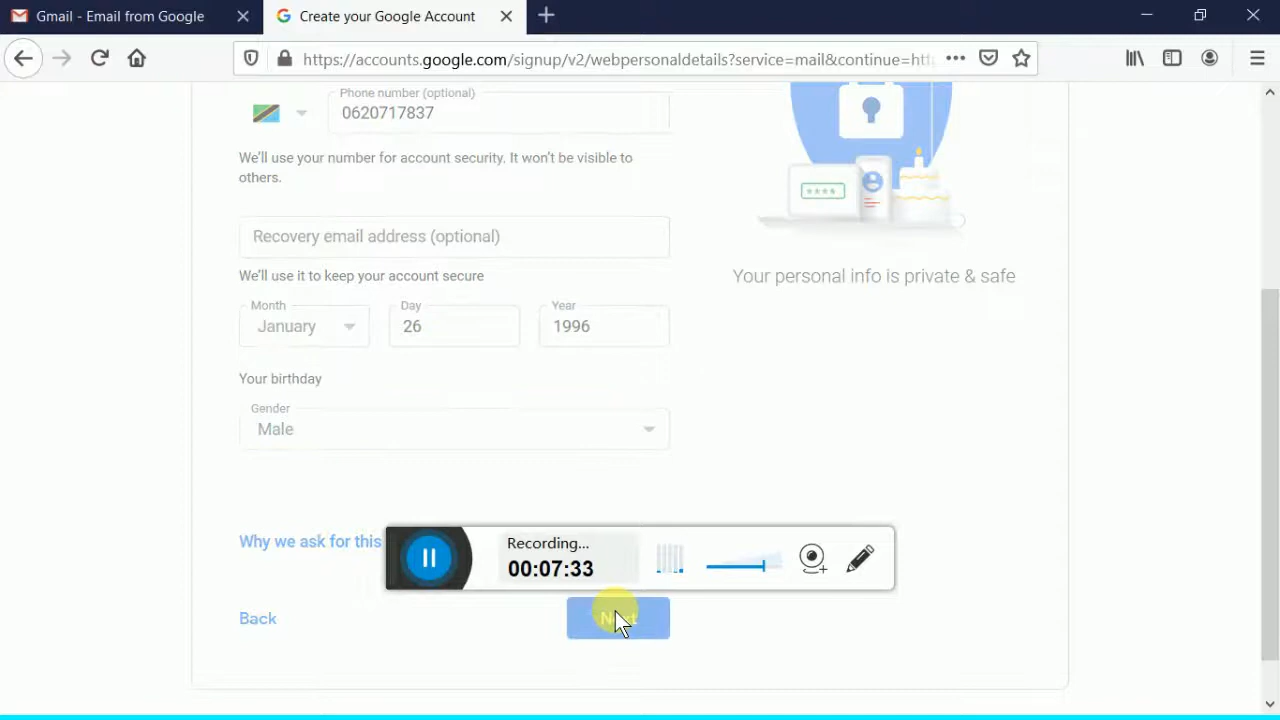 Gmail - Email from Google
Create your Google Account
https://accounts.google.com/signup/v2/webpersonaldetails?service=mail&continue=htt
Phone number (optional)
0620717837
We'll use your number for account security. It won't be visible to
others.
****
Recovery email address (optional)
We'll use it to keep your account secure
Your personal info is private & safe
Month
Day
Year
January
26
1996
Your birthday
Gender
Male
Why we ask for this
Recording...
00:07:33
Back
Next